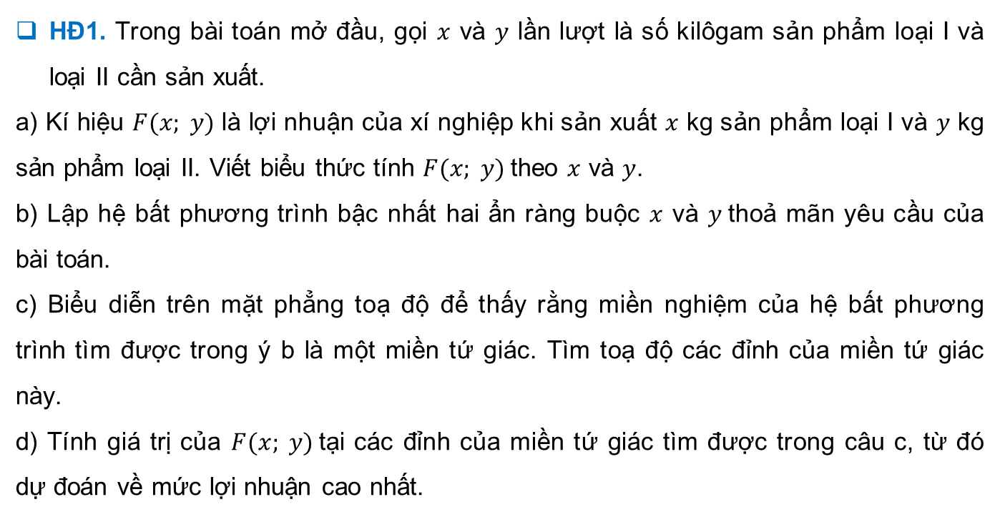 ❑ HĐ1. Trong bài toán mở đầu, gọi x và y lần lượt là số kilôgam sản phẩm loại I và
loại II cần sản xuất.
a) Kí hiệu F(x; y) là lợi nhuận của xí nghiệp khi sản xuất x kg sản phẩm loại I và y kg
sản phẩm loại II. Viết biểu thức tính F(x; y) theo x và y.
b) Lập hệ bất phương trình bậc nhất hai ẩn ràng buộc x và y thoả mãn yêu cầu của
bài toán.
c) Biểu diễn trên mặt phẳng toạ độ để thấy rằng miền nghiệm của hệ bất phương
trình tìm được trong ý b là một miền tứ giác. Tìm toạ độ các đỉnh của miền tứ giác
này.
d) Tính giá trị của F(x; y) tại các đỉnh của miền tứ giác tìm được trong câu c, từ đó
dự đoán về mức lợi nhuận cao nhất.